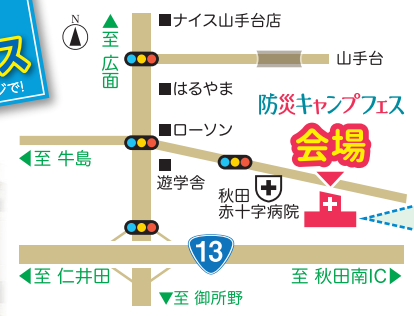 N
ス
ジで!
▲至 広面
■ナイス山手台店
山手台
■はるやま
防災キャンプフェス
会場
■ローソン
◀至 牛島
■遊学舎
秋田
赤十字病院
13
◀至 仁井田
至 秋田南IC▶
▼至 御所野